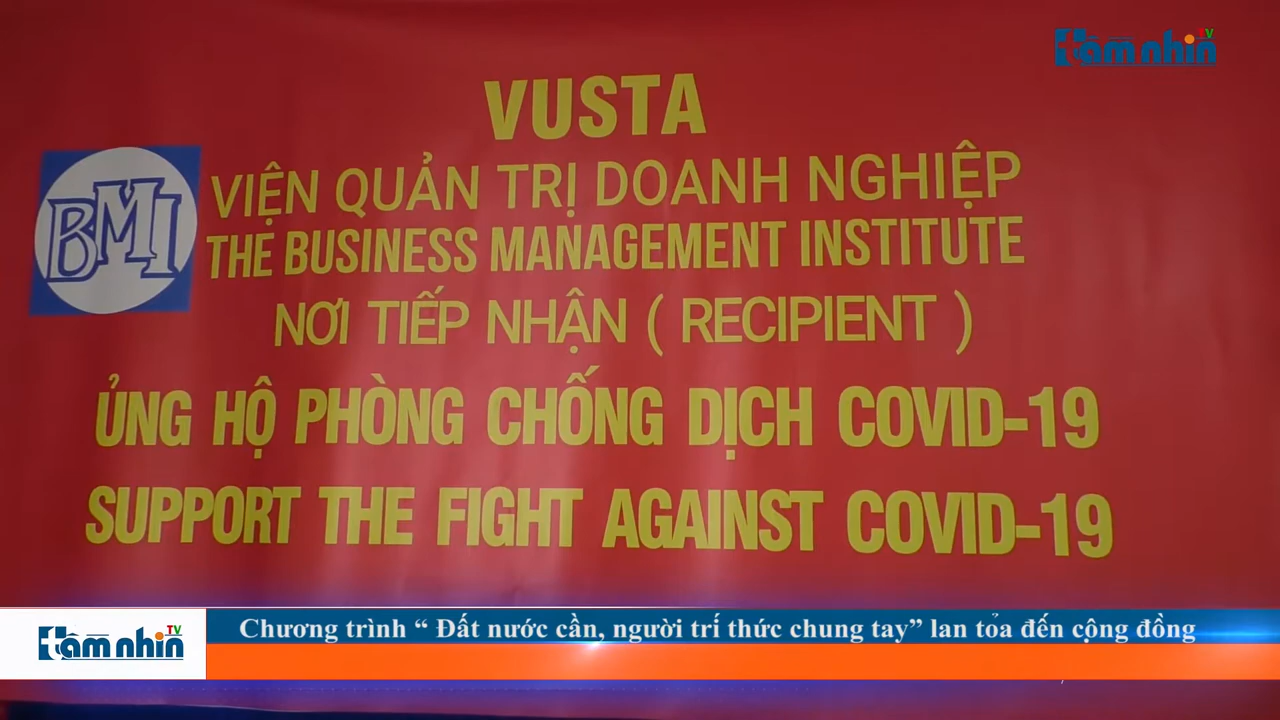 tầm nhìn TV
VUSTA
BMI
VIỆN QUẢN TRỊ DOANH NGHIỆP
THE BUSINESS MANAGEMENT INSTITUTE
NƠI TIẾP NHẬN ( RECIPIENT )
ỦNG HỘ PHÒNG CHỐNG DỊCH COVID-19
SUPPORT THE FIGHT AGAINST COVID-19
tầm nhìn TV
Chương trình “ Đất nước cần, người trí thức chung tay” lan tỏa đến cộng đồng